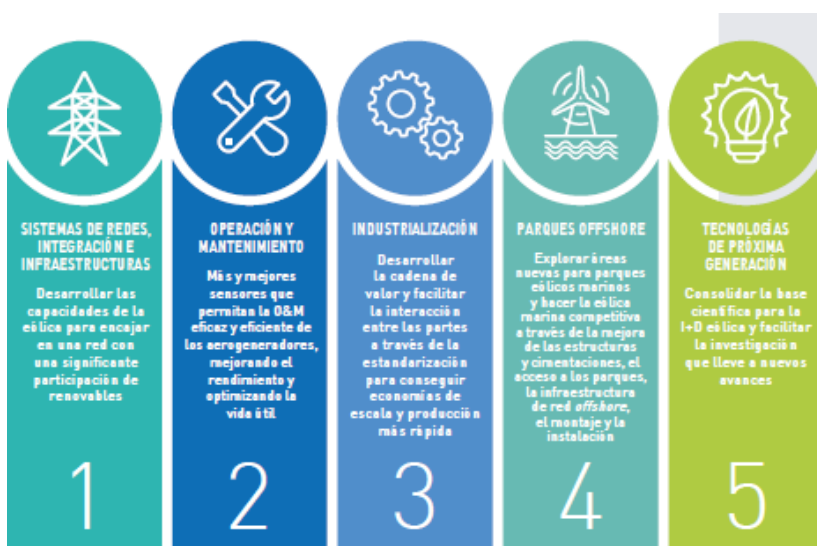 SISTEMAS DE REDES,
INTEGRACIÓN E
INFRAESTRUCTURAS
Desarrollar las
capacidades de la
eólica para encajar
en una red con
una significante
participación de
renovables
1
OPERACIÓN Y
MANTENIMIENTO
Más y mejores
sensores que
permitan la O&M
eficaz y eficiente de
los aerogeneradores,
mejorando el
rendimiento y
optimizando la
vida útil
2
INDUSTRIALIZACIÓN
Desarrollar
la cadena de
valor y facilitar
la interacción
entre las partes
a través de la
estandarización
para conseguir
economías de
escala y producción
más rápida
3
PARQUES OFFSHORE
Explorar áreas
nuevas para parques
eólicos marinos
y hacer la eólica
marina competitiva
a través de la mejora
de las estructuras
y cimentaciones, el
acceso a los parques,
la infraestructura
de red offshore,
el montaje y la
instalación
4
TECNOLOGÍAS
DE PRÓXIMA
GENERACIÓN
Consolidar la base
científica para la
I+D eólica y facilitar
la investigación
que lleve a nuevos
avances
5